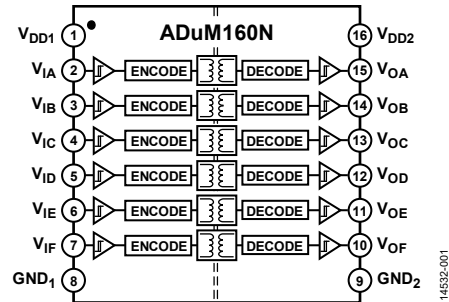 ADuM160N
VDD1 1 16 VDD2
VIA 2 ENCODE DECODE 15 VOA
VIB 3 ENCODE DECODE 14 VOB
VIC 4 ENCODE DECODE 13 VOC
VID 5 ENCODE DECODE 12 VOD
VIE 6 ENCODE DECODE 11 VOE
VIF 7 ENCODE DECODE 10 VOF
GND1 8 9 GND2
14532-001